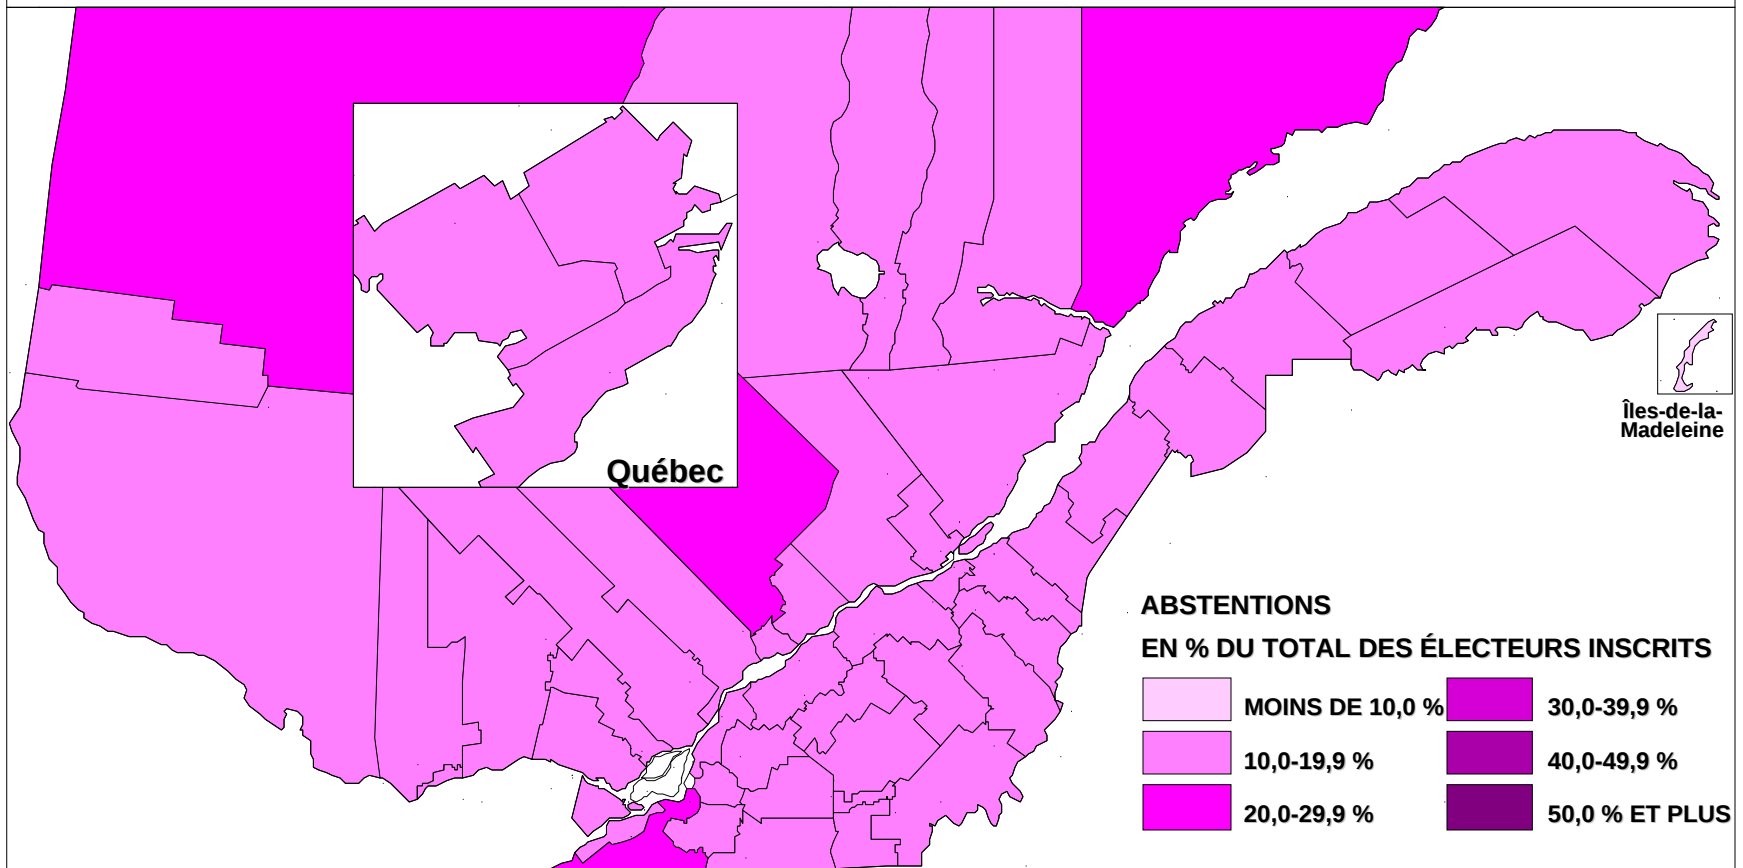 Québec
Îles-de-la-
Madeleine
ABSTENTIONS
EN % DU TOTAL DES ÉLECTEURS INSCRITS
MOINS DE 10,0 %
30,0-39,9 %
10,0-19,9 %
40,0-49,9 %
20,0-29,9 %
50,0 % ET PLUS